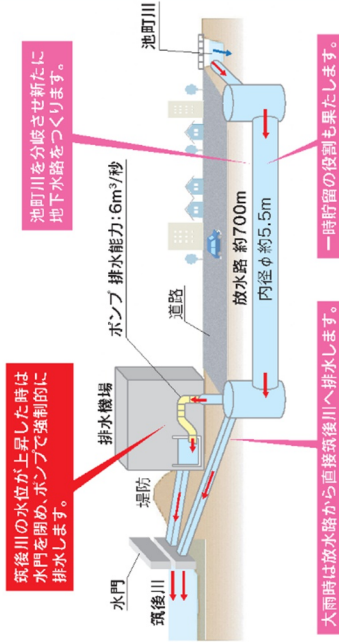 筑後川の水位が上昇した時は
水門を閉め、ポンプで強制的に
排水します。
池町川を分岐させ新たに
地下水路をつくります。
池町川
ポンプ 排水能力:6m³/秒
排水機場
道路
堤防
水門
筑後川
放水路 約700m
内径φ約5.5m
大雨時は放水路から直接筑後川へ排水します。
一時貯留の役割も果たします。